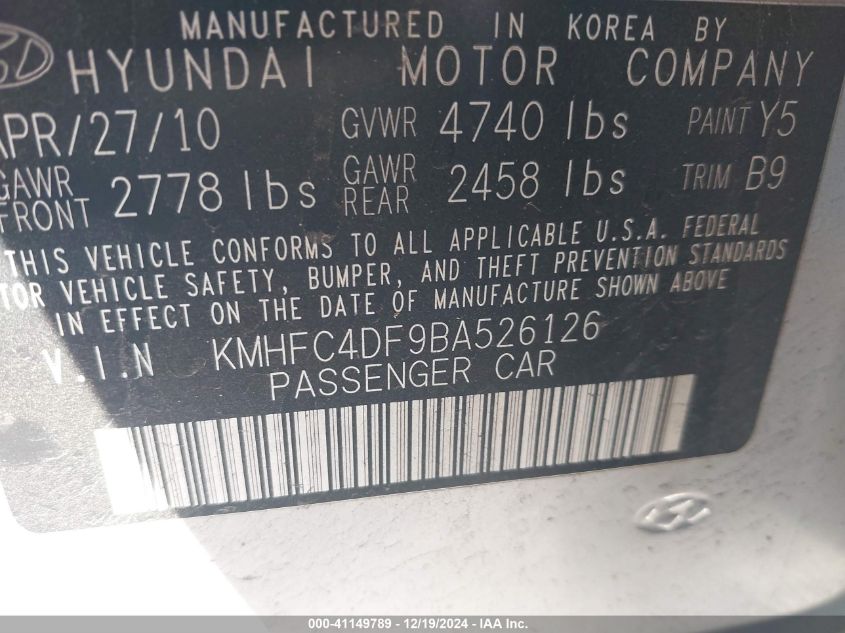 MANUFACTURED IN KOREA BY
HYUNDAI MOTOR COMPANY
APR/27/10 GVWR 4740 lbs PAINT Y5
GAWR FRONT 2778 lbs GAWR REAR 2458 lbs TRIM B9
THIS VEHICLE CONFORMS TO ALL APPLICABLE U.S.A. FEDERAL
TOR VEHICLE SAFETY, BUMPER, AND THEFT PREVENTION STANDARDS
IN EFFECT ON THE DATE OF MANUFACTURE SHOWN ABOVE
V.I.N KMHFC4DF9BA526126
PASSENGER CAR
000-41149789 - 12/19/2024 - IAAI.com